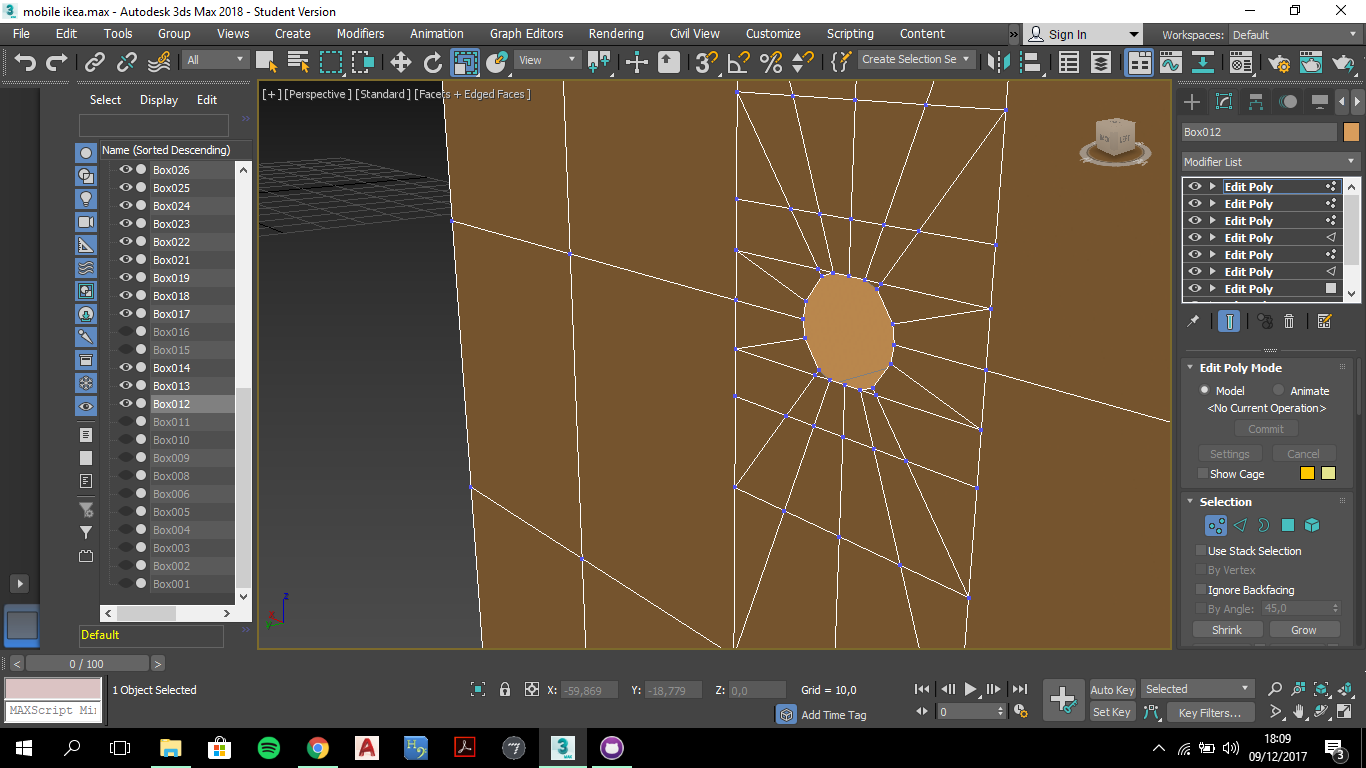 mobile ikea.max - Autodesk 3ds Max 2018 - Student Version
File Edit Tools Group Views Create Modifiers Animation Graph Editors Rendering Civil View Customize Scripting Content » Sign In Workspaces: Default
All View Create Selection Se
Select Display Edit
Name (Sorted Descending)
Box026
Box025
Box024
Box023
Box022
Box021
Box019
Box018
Box017
Box016
Box015
Box014
Box013
Box012
Box011
Box010
Box009
Box008
Box006
Box005
Box004
Box003
Box002
Box001
Default
[+] [Perspective] [Standard] [Facets + Edged Faces]
LEFT
z
x
Box012
Modifier List
Edit Poly
Edit Poly
Edit Poly
Edit Poly
Edit Poly
Edit Poly
Edit Poly
Edit Poly Mode
Model Animate
<No Current Operation>
Commit
Settings Cancel
Show Cage
Selection
Use Stack Selection
By Vertex
Ignore Backfacing
By Angle: 45,0
Shrink Grow
0 / 100
MAXScript Mi
1 Object Selected
X: -59,869 Y: -18,779 Z: 0,0 Grid = 10,0
Add Time Tag
0
Auto Key Selected
Set Key Key Filters...
18:09
09/12/2017
3